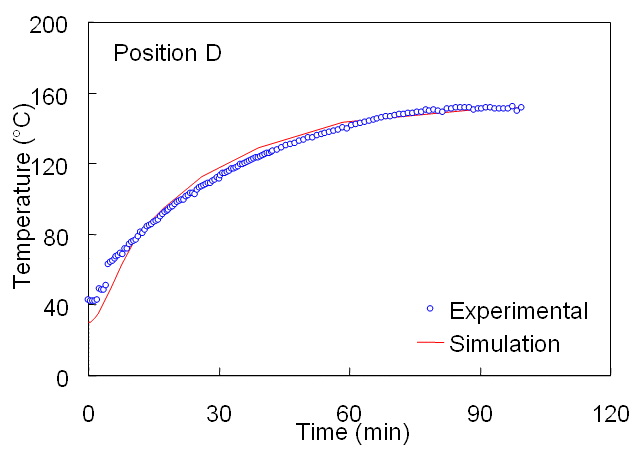 200
Position D
160
120
80
40
0
Temperature (°C)
Experimental
Simulation
0 30 60 90 120
Time (min)